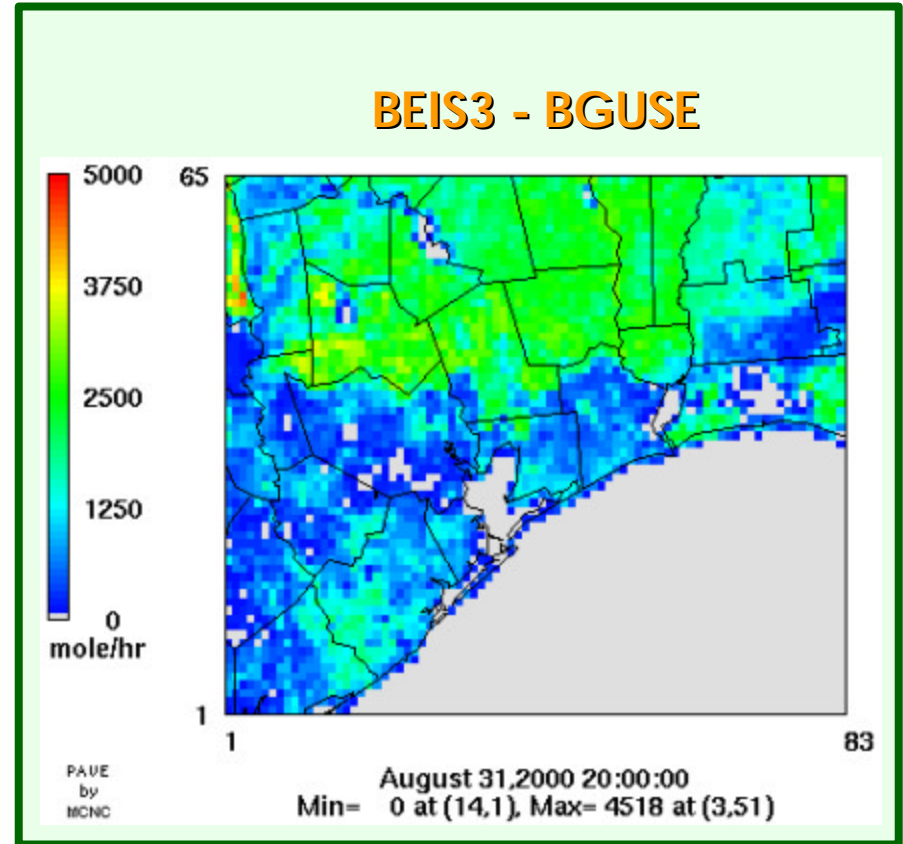 BEIS3 - BGUSE
5000
3750
2500
1250
0
mole/hr
65
1
1
83
PAVE
by
MCNC
August 31,2000 20:00:00
Min= 0 at (14,1), Max= 4518 at (3,51)